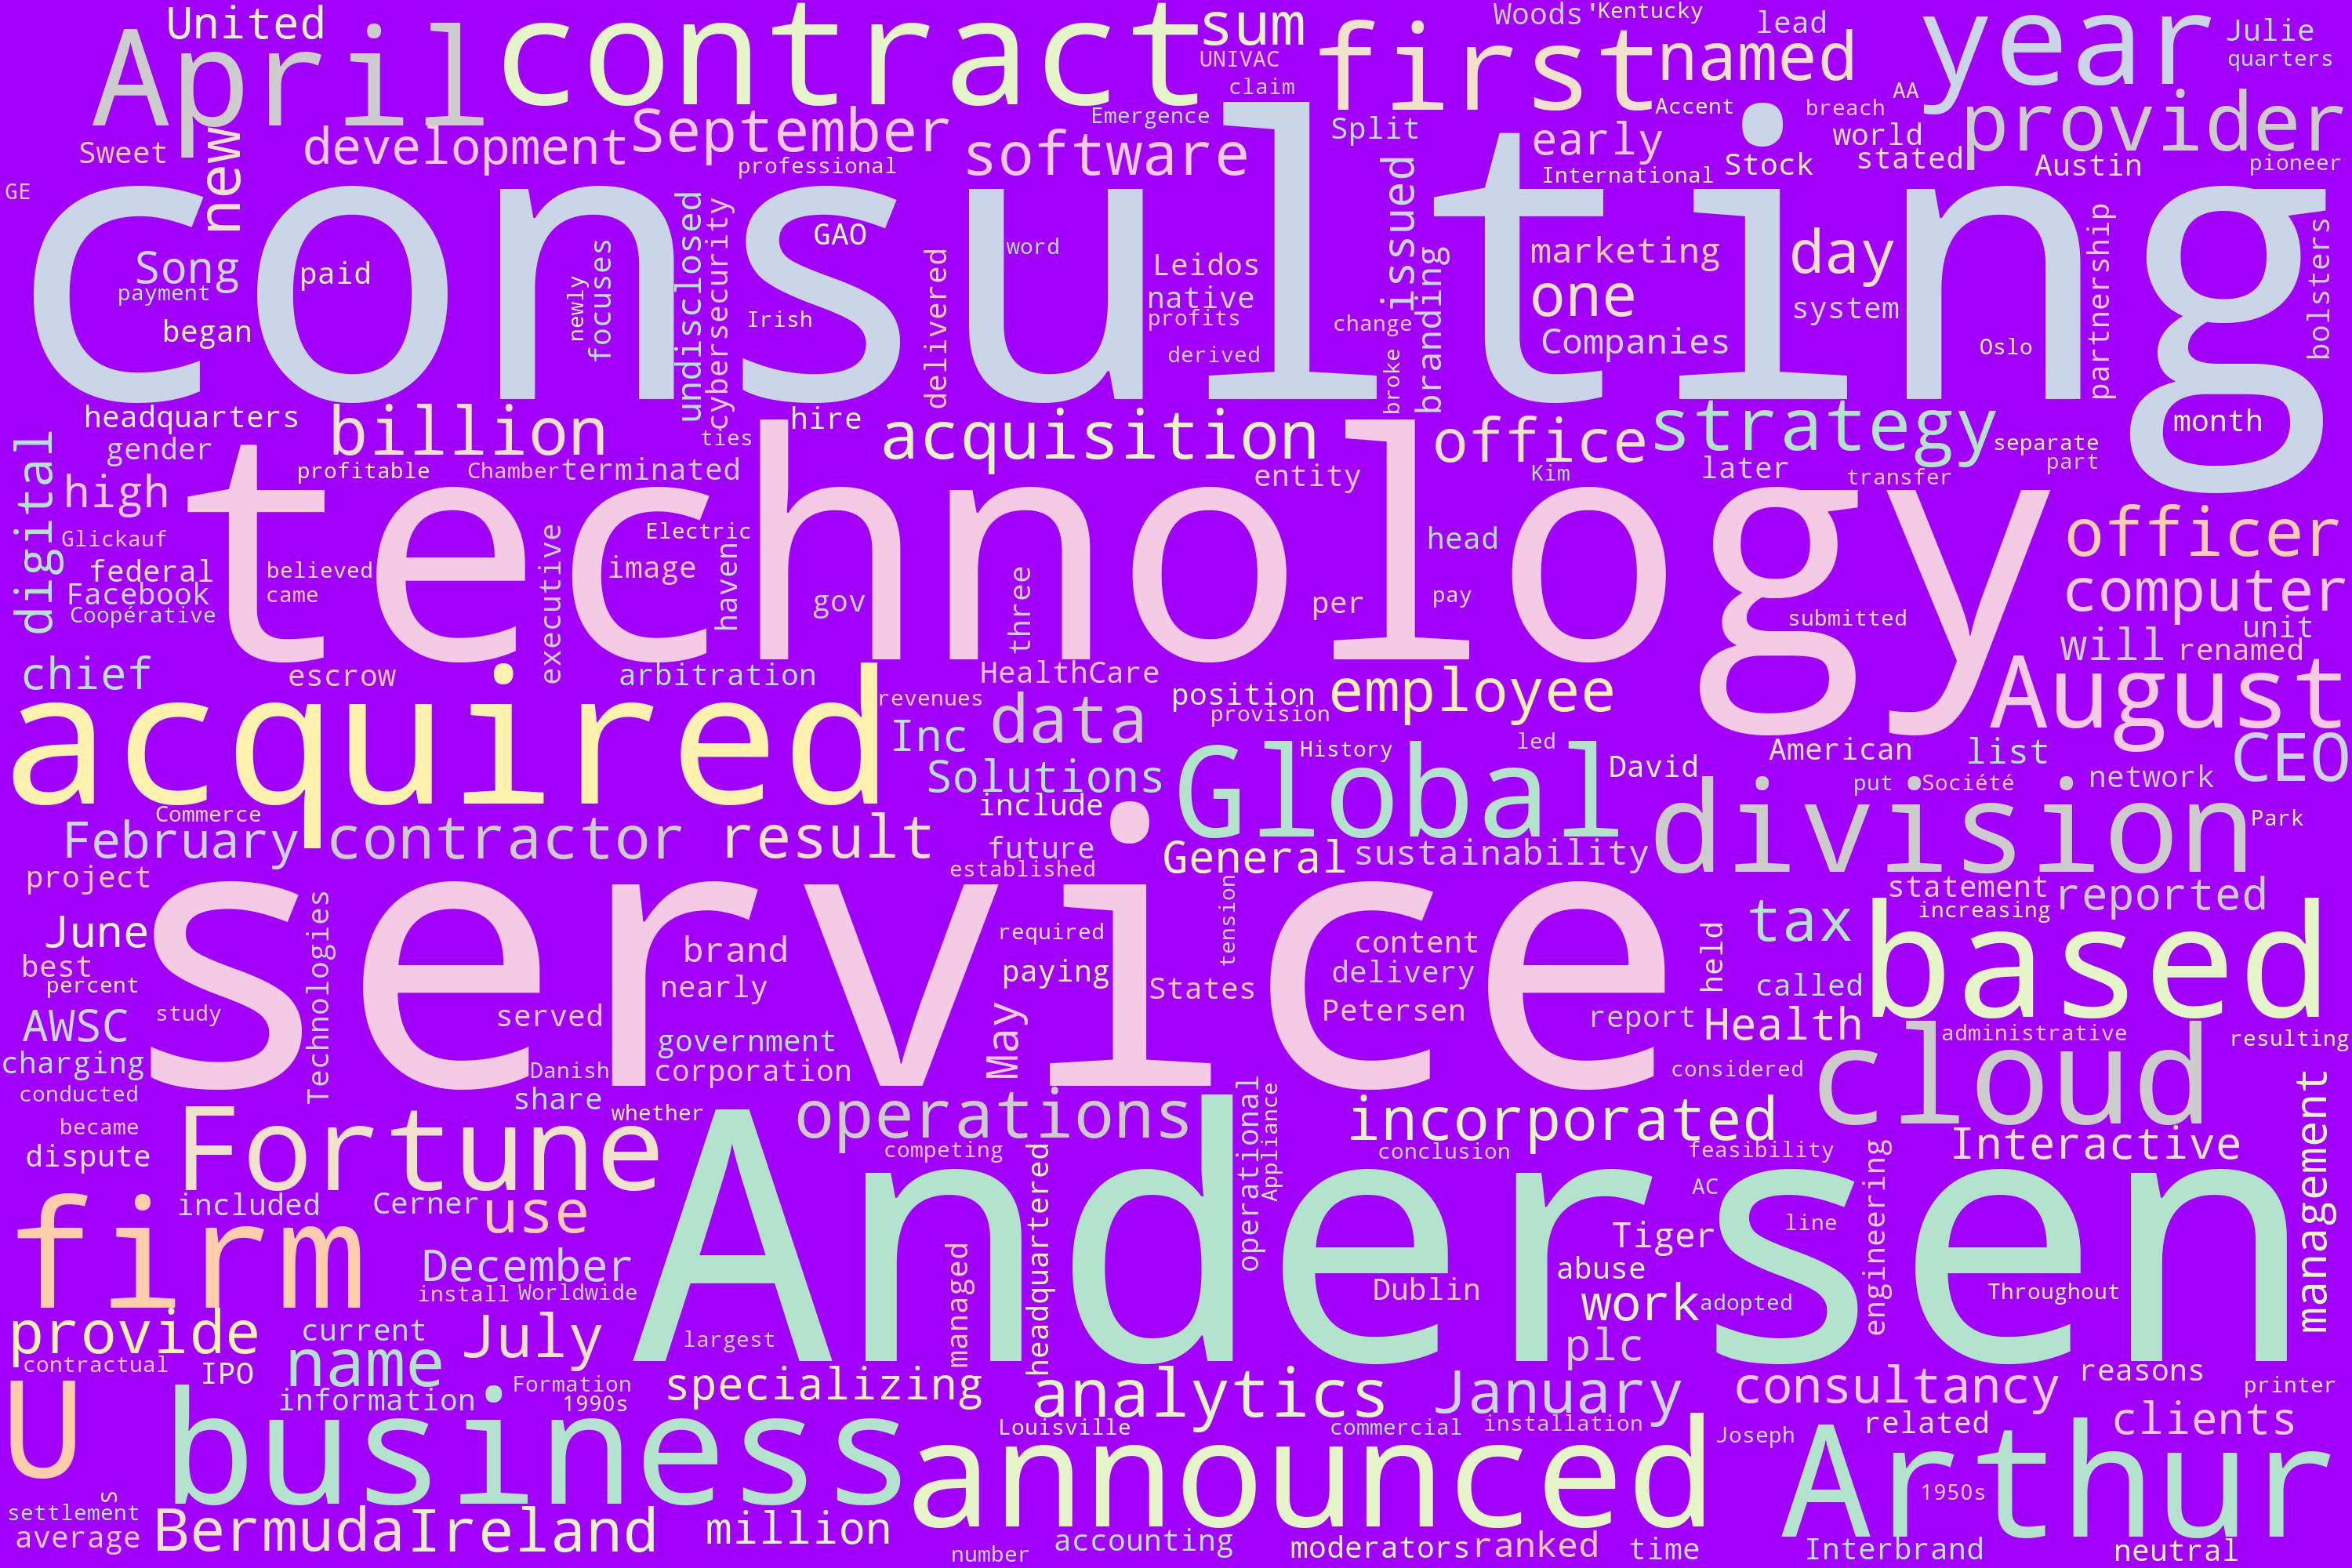 United
April
contract
sum
UNIVAC
claim
first
Woods'
Kentucky
named
lead
year
Julie
quarters
Sweet
new
development
September
professional
software
Emergence
Split
early
Accent
International
Stock
breach
AA
world
stated
provider
Austin
pioneer
GE
consulting
Song
payment
paid
began
newly
focuses
undisclosed
cybersecurity
GAO
Irish
delivered
word
Leidos
native
profits
derived
change
issued
broke
branding
marketing
one
Companies
day
system
Oslo
partnership
bolsters
month
headquarters
gender
billion
profitable
Chamber
terminated
ties
hire
acquisition
entity
office
Kim
strategy
later
transfer
separate
part
digital
high
technology
Glickauf
federal
Facebook
Coopérative
believed
came
executive
Electric
image
haven
gov
three
per
head
pay
submitted
officer
computer
unit
will
renamed
chief
escrow
arbitration
HealthCare
position
provision
employee
August
acquired
revenues
Inc
data
Solutions
include
Global
History
led
David
American
list
put
Société
network
CEO
Park
Commerce
February
contractor
result
future
established
General
sustainability
division
project
service
Technologies
June
best
percent
AWSC
study
charging
conducted
became
dispute
brand
nearly
served
government
corporation
Danish
share
whether
required
paying
May
States
tension
content
delivery
Petersen
report
held
tax
called
Health
considered
statement
increasing
reported
based
administrative
resulting
cloud
Fortune
operations
competing
operational
Appliance
incorporated
conclusion
feasibility
Interactive
management
firm
included
Cerner
use
December
install
Worldwide
Andersen
largest
managed
headquartered
Dublin
AC
Tiger
abuse
work
adopted
plc
line
engineering
Throughout
provide
contractual
current
name
IPO
information
July
Formation
1990s
specializing
analytics
Louisville
January
commercial
installation
consultancy
reasons
printer
related
clients
Joseph
U
s
settlement
average
business
Bermuda
Ireland
million
announced
number
accounting
moderators
ranked
time
Arthur
1950s
Interbrand
neutral